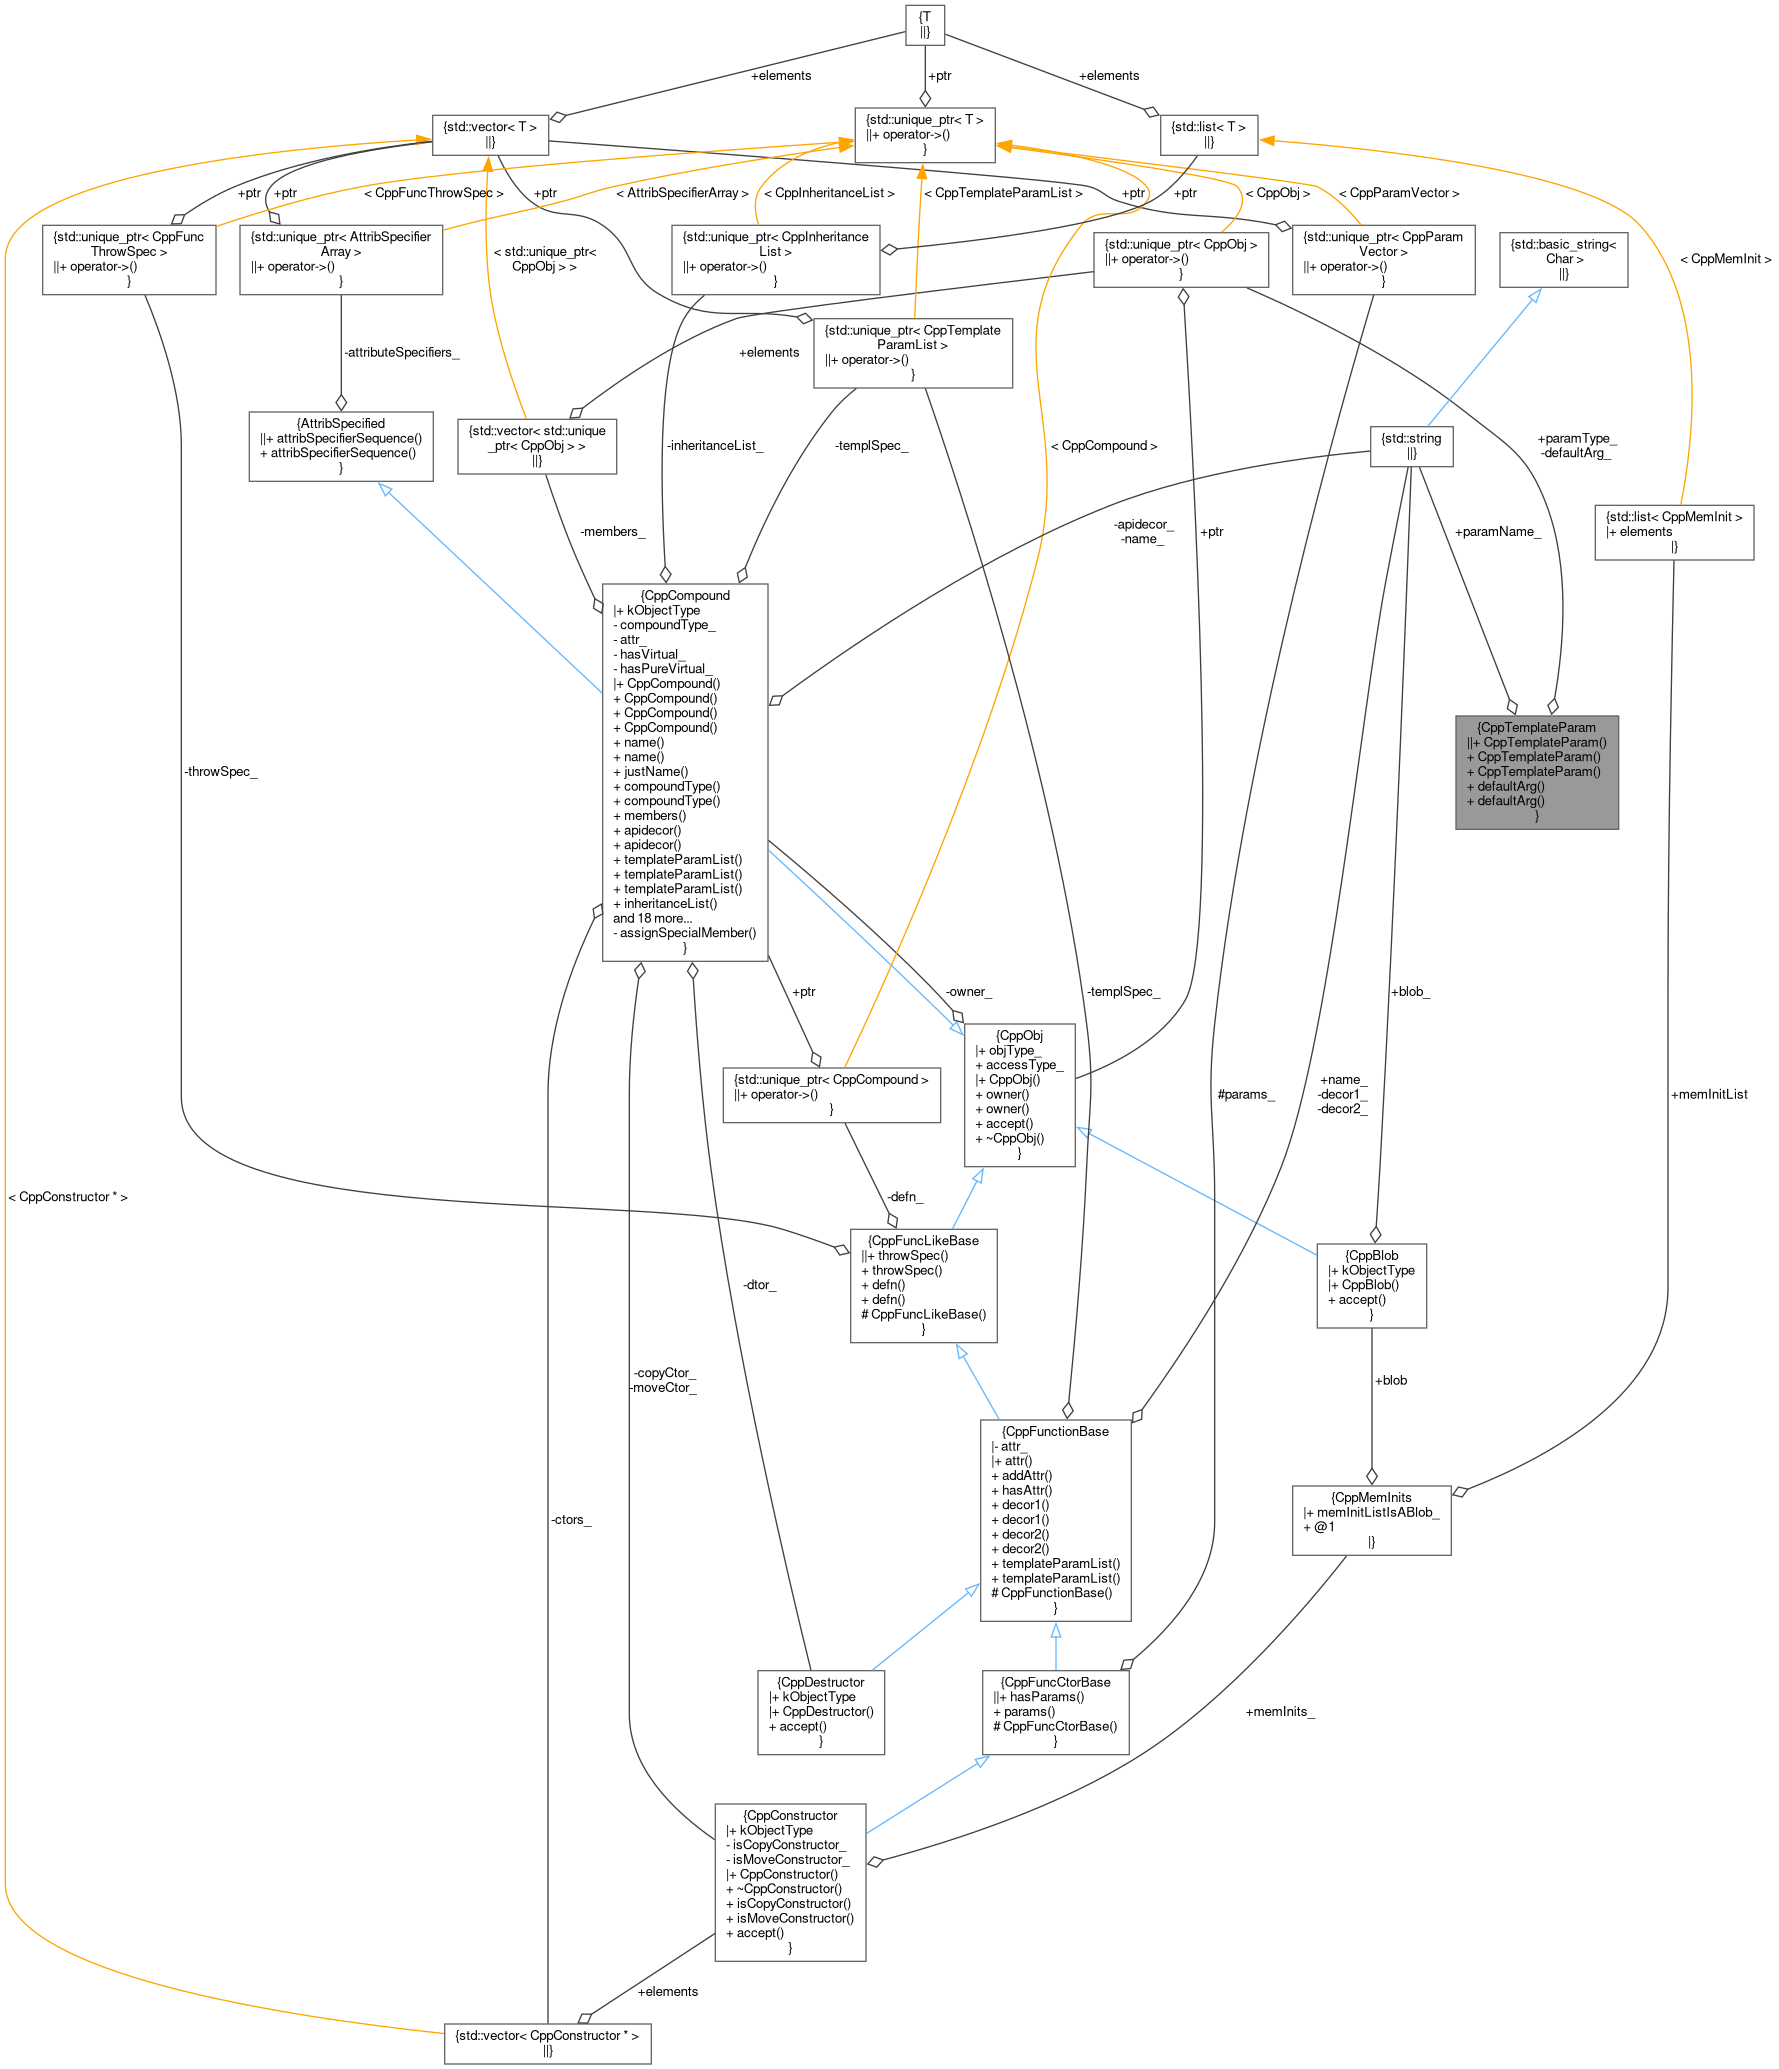 {T
||}
+elements
+ptr
+elements
{std::vector< T >
||}
{std::unique_ptr< T >
||+ operator->()
}
{std::list< T >
||}
+ptr
+ptr
< CppFuncThrowSpec >
+ptr
< AttribSpecifierArray >
< CppInheritanceList >
< CppTemplateParamList >
+ptr
+ptr
< CppObj >
< CppParamVector >
{std::unique_ptr< CppFunc
ThrowSpec >
||+ operator->()
}
{std::unique_ptr< AttribSpecifier
Array >
||+ operator->()
}
< std::unique_ptr<
CppObj > >
{std::unique_ptr< CppInheritance
List >
||+ operator->()
}
{std::unique_ptr< CppObj >
||+ operator->()
}
{std::unique_ptr< CppParam
Vector >
||+ operator->()
}
{std::basic_string<
Char >
||}
< CppMemInit >
-attributeSpecifiers_
+elements
{std::unique_ptr< CppTemplate
ParamList >
||+ operator->()
}
{AttribSpecified
||+ attribSpecifierSequence()
+ attribSpecifierSequence()
}
{std::vector< std::unique
_ptr< CppObj > >
||}
-inheritanceList_
-templSpec_
< CppCompound >
{std::string
||}
+paramType_
-defaultArg_
-members_
-apidecor_
-name_
+ptr
+paramName_
{std::list< CppMemInit >
|+ elements
|}
{CppCompound
|+ kObjectType
- compoundType_
- attr_
- hasVirtual_
- hasPureVirtual_
|+ CppCompound()
+ CppCompound()
+ CppCompound()
+ CppCompound()
+ name()
+ name()
+ justName()
+ compoundType()
+ compoundType()
+ members()
+ apidecor()
+ apidecor()
+ templateParamList()
+ templateParamList()
+ templateParamList()
+ inheritanceList()
and 18 more...
- assignSpecialMember()
}
{CppTemplateParam
||+ CppTemplateParam()
+ CppTemplateParam()
+ CppTemplateParam()
+ defaultArg()
+ defaultArg()
}
-throwSpec_
+ptr
-owner_
-templSpec_
+blob_
{CppObj
|+ objType_
+ accessType_
|+ CppObj()
+ owner()
+ owner()
+ accept()
+ ~CppObj()
}
{std::unique_ptr< CppCompound >
||+ operator->()
}
#params_
+name_
-decor1_
-decor2_
+memInitList
< CppConstructor * >
-defn_
{CppFuncLikeBase
||+ throwSpec()
+ throwSpec()
+ defn()
+ defn()
# CppFuncLikeBase()
}
{CppBlob
|+ kObjectType
|+ CppBlob()
+ accept()
}
-dtor_
-copyCtor_
-moveCtor_
+blob
{CppFunctionBase
|- attr_
|+ attr()
+ addAttr()
+ hasAttr()
+ decor1()
+ decor1()
+ decor2()
+ decor2()
+ templateParamList()
+ templateParamList()
# CppFunctionBase()
}
-ctors_
{CppMemInits
|+ memInitListIsABlob_
+ @1
|}
{CppDestructor
|+ kObjectType
|+ CppDestructor()
+ accept()
}
{CppFuncCtorBase
||+ hasParams()
+ params()
# CppFuncCtorBase()
}
+memInits_
{CppConstructor
|+ kObjectType
- isCopyConstructor_
- isMoveConstructor_
|+ CppConstructor()
+ ~CppConstructor()
+ isCopyConstructor()
+ isMoveConstructor()
+ accept()
}
+elements
{std::vector< CppConstructor * >
||}